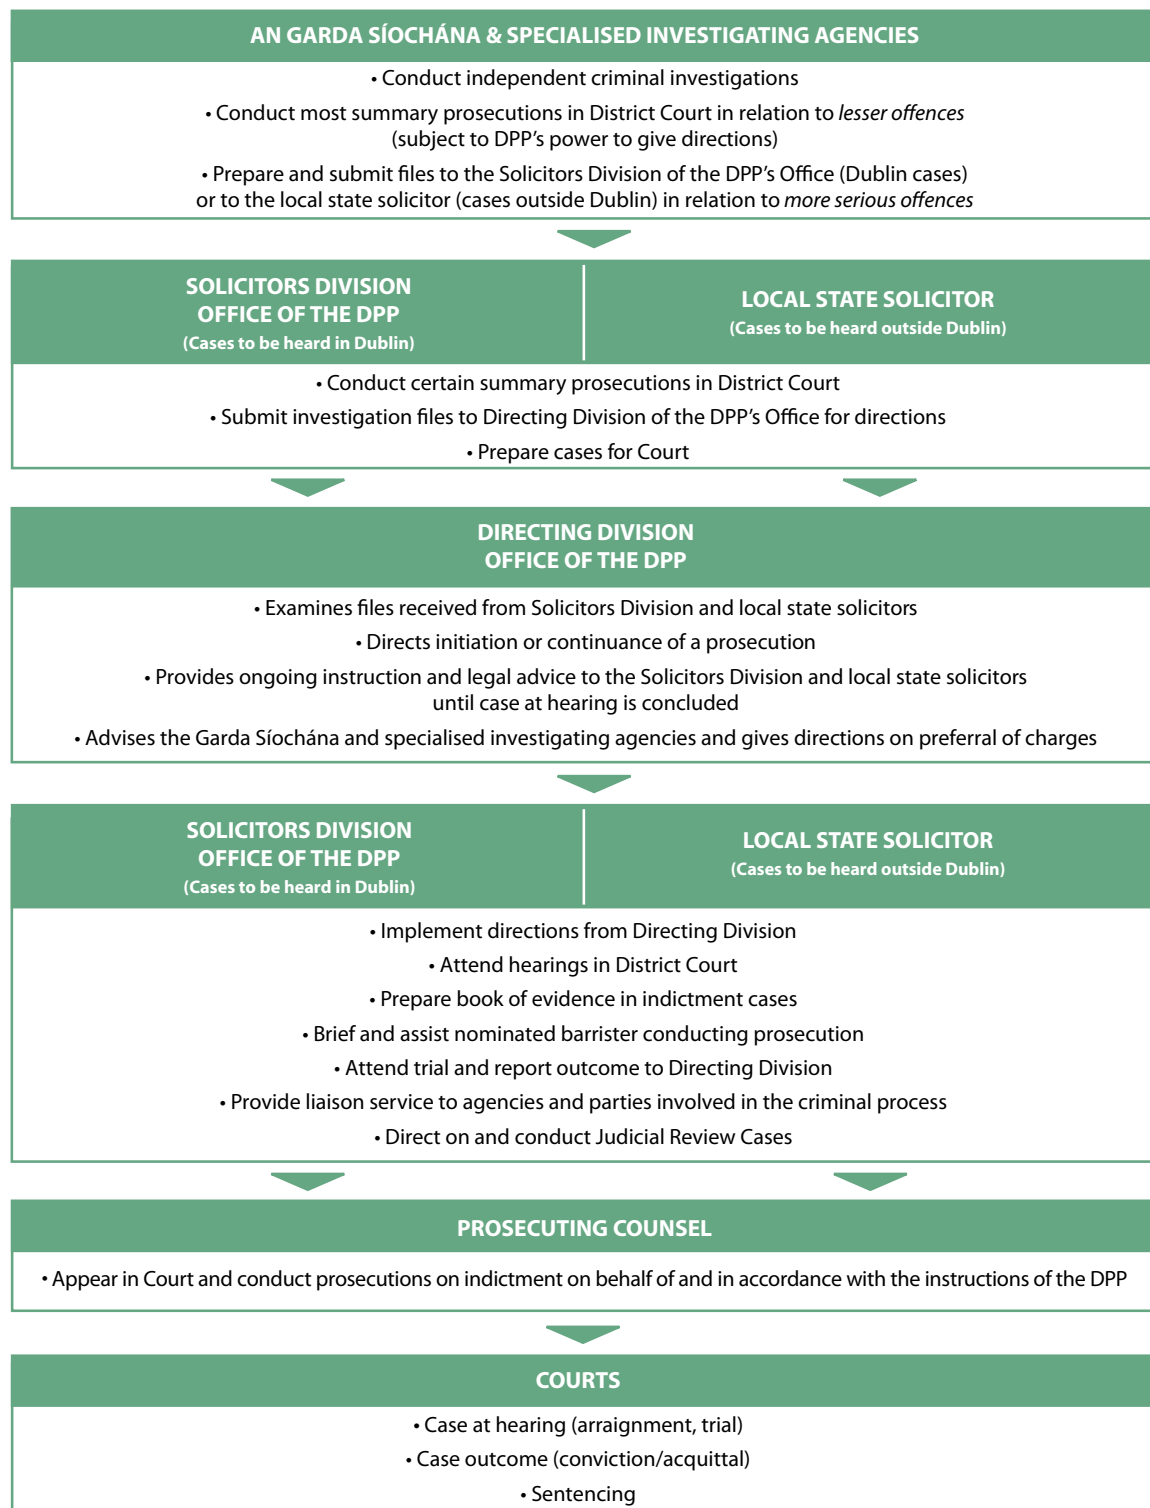 AN GARDA SÍOCHÁNA & SPECIALISED INVESTIGATING AGENCIES
• Conduct independent criminal investigations
• Conduct most summary prosecutions in District Court in relation to lesser offences
(subject to DPP's power to give directions)
• Prepare and submit files to the Solicitors Division of the DPP's Office (Dublin cases)
or to the local state solicitor (cases outside Dublin) in relation to more serious offences
SOLICITORS DIVISION
OFFICE OF THE DPP
(Cases to be heard in Dublin)
LOCAL STATE SOLICITOR
(Cases to be heard outside Dublin)
• Conduct certain summary prosecutions in District Court
• Submit investigation files to Directing Division of the DPP's Office for directions
• Prepare cases for Court
DIRECTING DIVISION
OFFICE OF THE DPP
• Examines files received from Solicitors Division and local state solicitors
• Directs initiation or continuance of a prosecution
• Provides ongoing instruction and legal advice to the Solicitors Division and local state solicitors
until case at hearing is concluded
• Advises the Garda Síochána and specialised investigating agencies and gives directions on preferral of charges
SOLICITORS DIVISION
OFFICE OF THE DPP
(Cases to be heard in Dublin)
LOCAL STATE SOLICITOR
(Cases to be heard outside Dublin)
• Implement directions from Directing Division
• Attend hearings in District Court
• Prepare book of evidence in indictment cases
• Brief and assist nominated barrister conducting prosecution
• Attend trial and report outcome to Directing Division
• Provide liaison service to agencies and parties involved in the criminal process
• Direct on and conduct Judicial Review Cases
PROSECUTING COUNSEL
• Appear in Court and conduct prosecutions on indictment on behalf of and in accordance with the instructions of the DPP
COURTS
• Case at hearing (arraignment, trial)
• Case outcome (conviction/acquittal)
• Sentencing